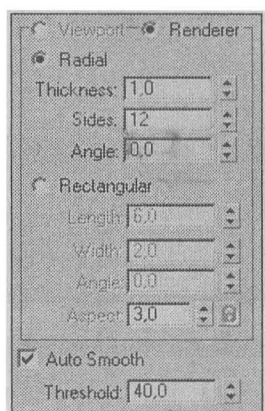 Viewport Renderer
Radial
Thickness: 1,0
Sides: 12
Angle: 0,0
Rectangular
Length: 6,0
Width: 2,0
Angle: 0,0
Aspect: 3,0
Auto Smooth
Threshold: 40,0